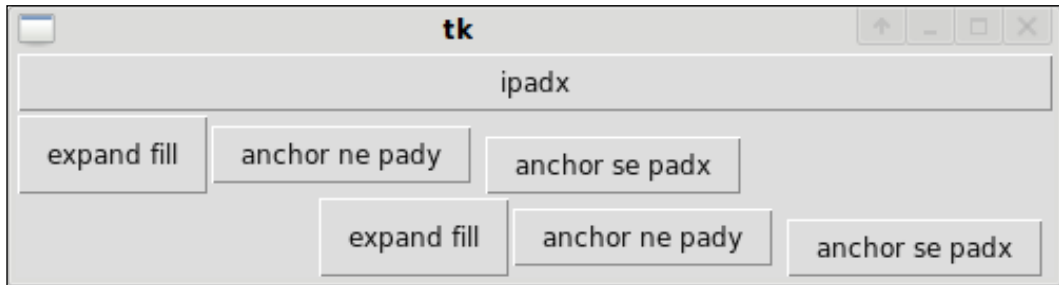 tk
ipadx
expand fill anchor ne pady anchor se padx
expand fill anchor ne pady anchor se padx